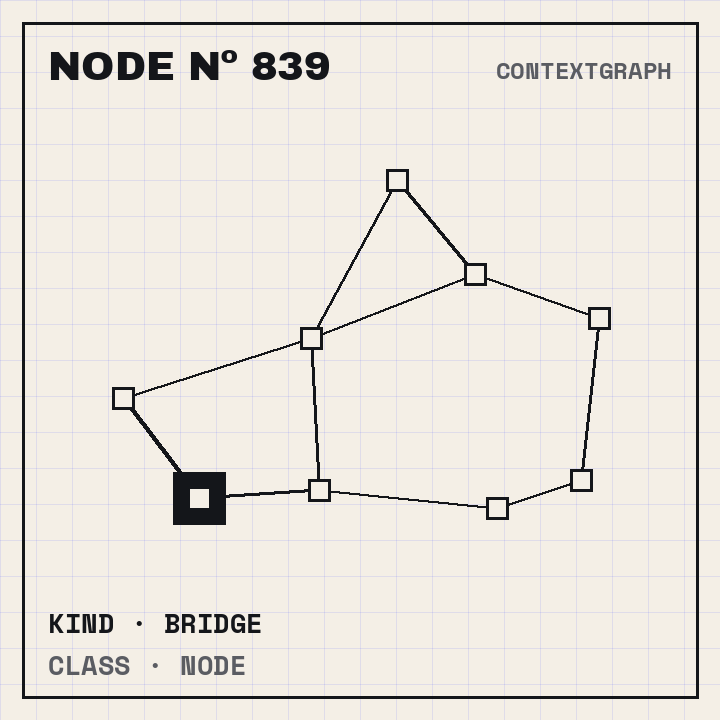 NODE Nº 839
CONTEXTGRAPH
KIND · BRIDGE
CLASS · NODE